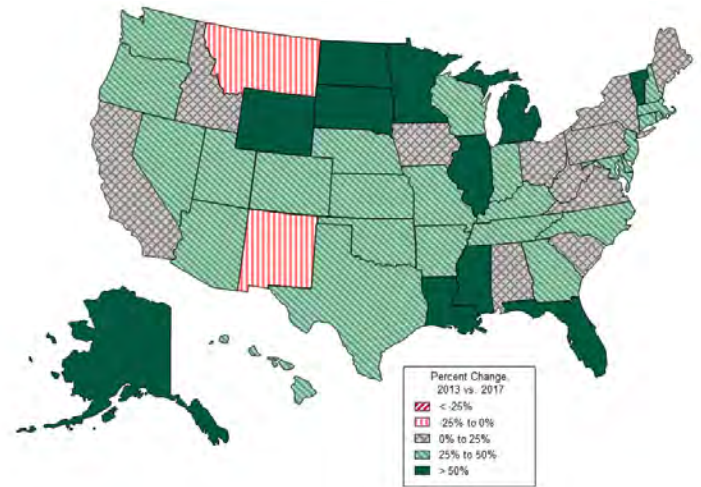 Percent Change,
2013 vs. 2017
< -25%
-25% to 0%
0% to 25%
25% to 50%
> 50%